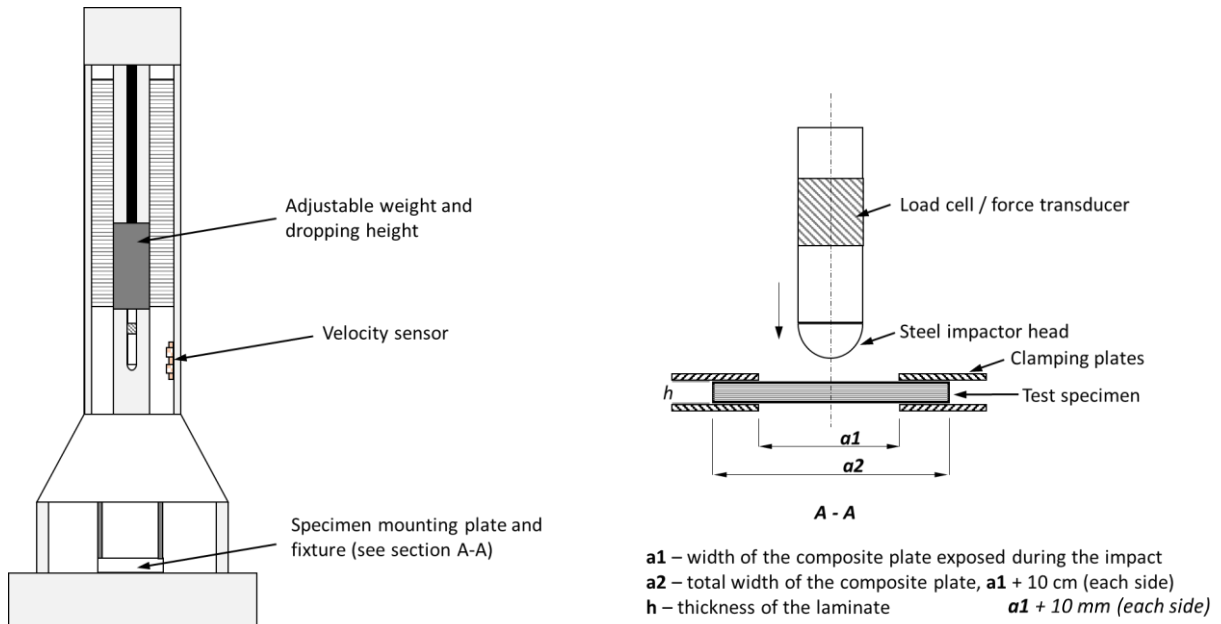 Adjustable weight and
dropping height
Velocity sensor
Specimen mounting plate and
fixture (see section A-A)
Load cell / force transducer
Steel impactor head
Clamping plates
h
Test specimen
a1
a2
A - A
a1 – width of the composite plate exposed during the impact
a2 – total width of the composite plate, a1 + 10 cm (each side)
h – thickness of the laminate a1 + 10 mm (each side)